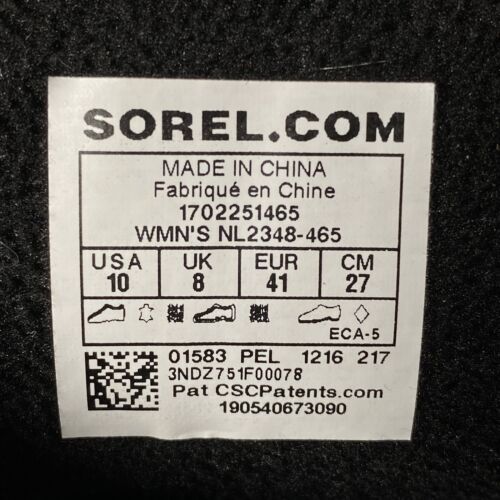 SOREL.COM
MADE IN CHINA
Fabriqué en Chine
1702251465
WMN'S NL2348-465
USA UK EUR CM
10 8 41 27
ECA-5
01583 PEL 1216 217
3NDZ751F00078
Pat CSCPatents.com
190540673090